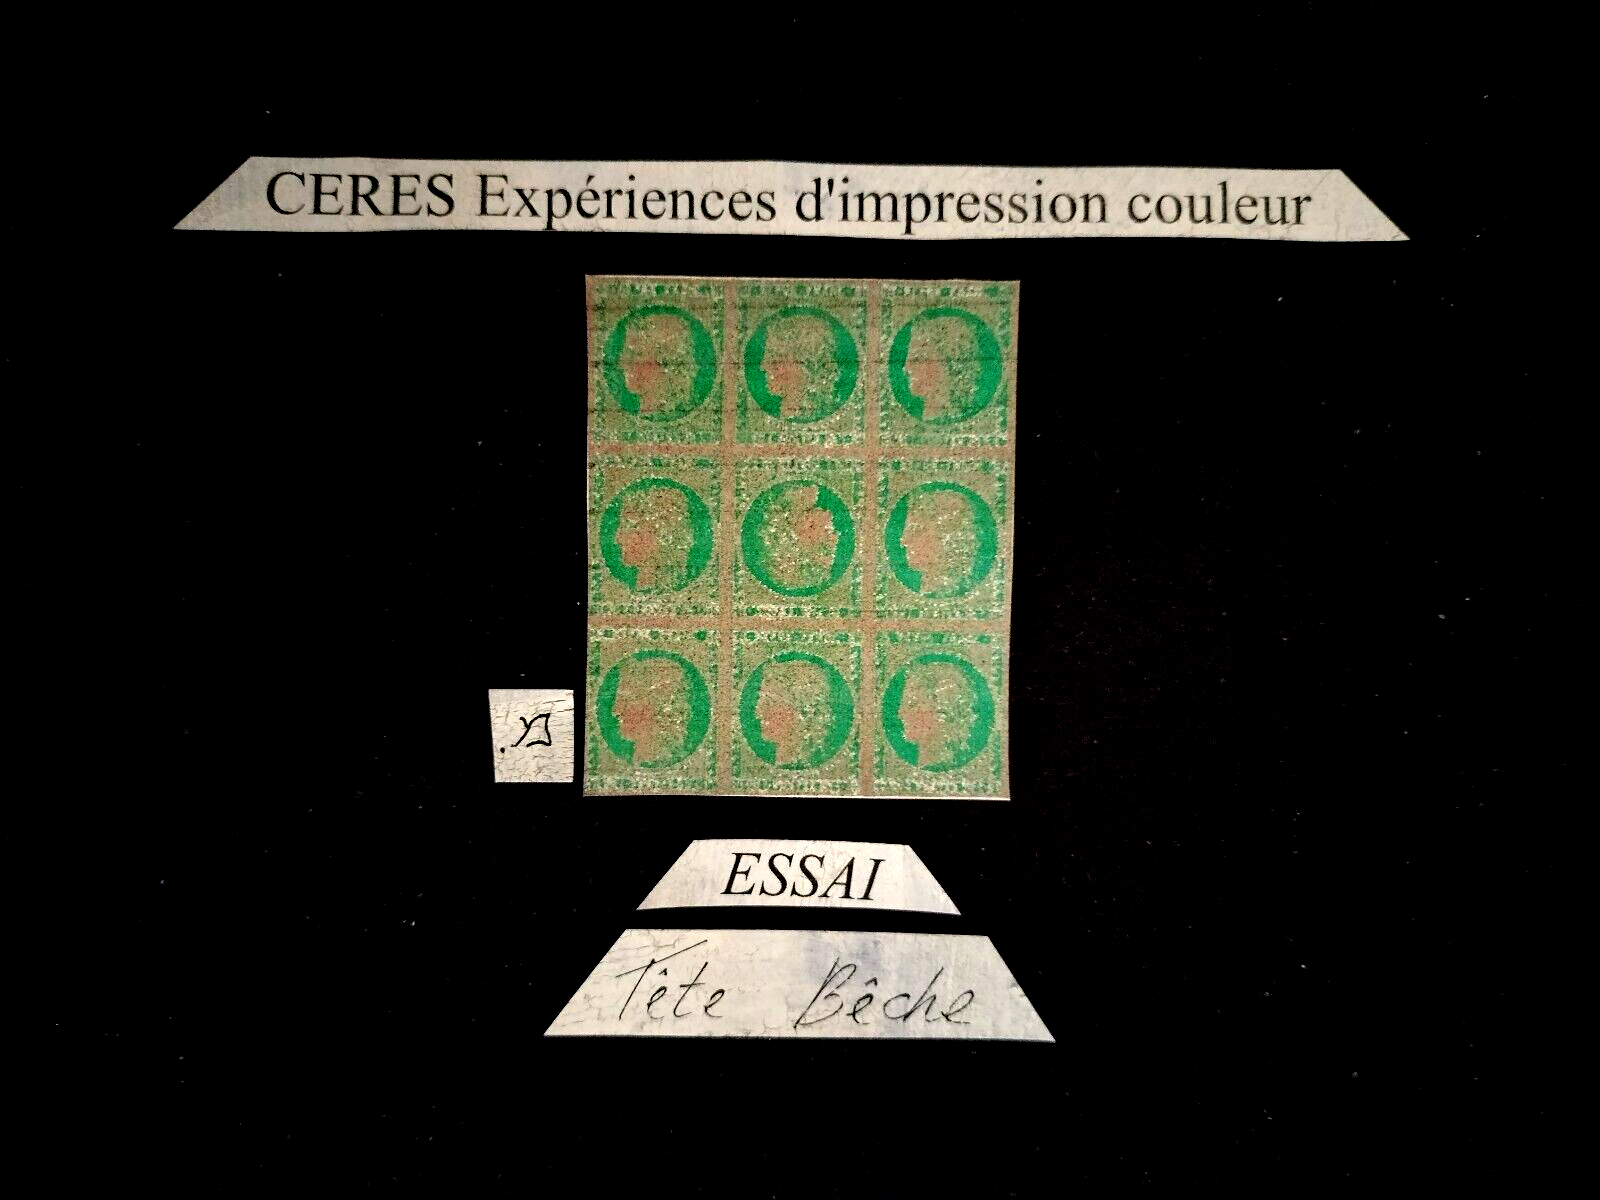 CERES Expériences d'impression couleur
מ.
ESSAI
Tête Bêche